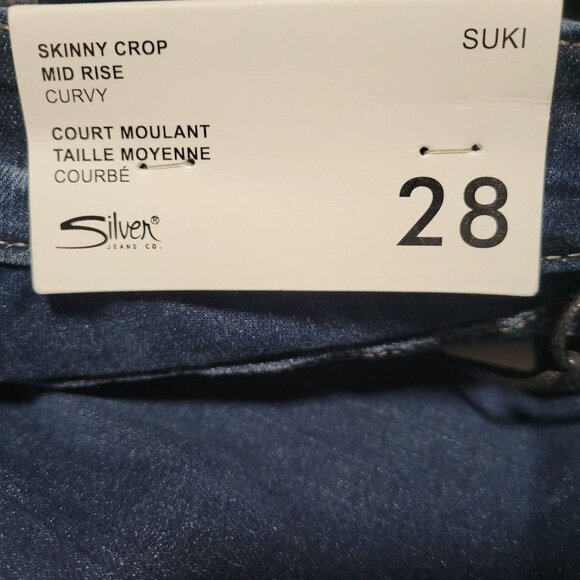 SKINNY CROP
MID RISE
CURVY
SUKI
COURT MOULANT
TAILLE MOYENNE
COURBÉ
Silver®
JEANS CO.
28